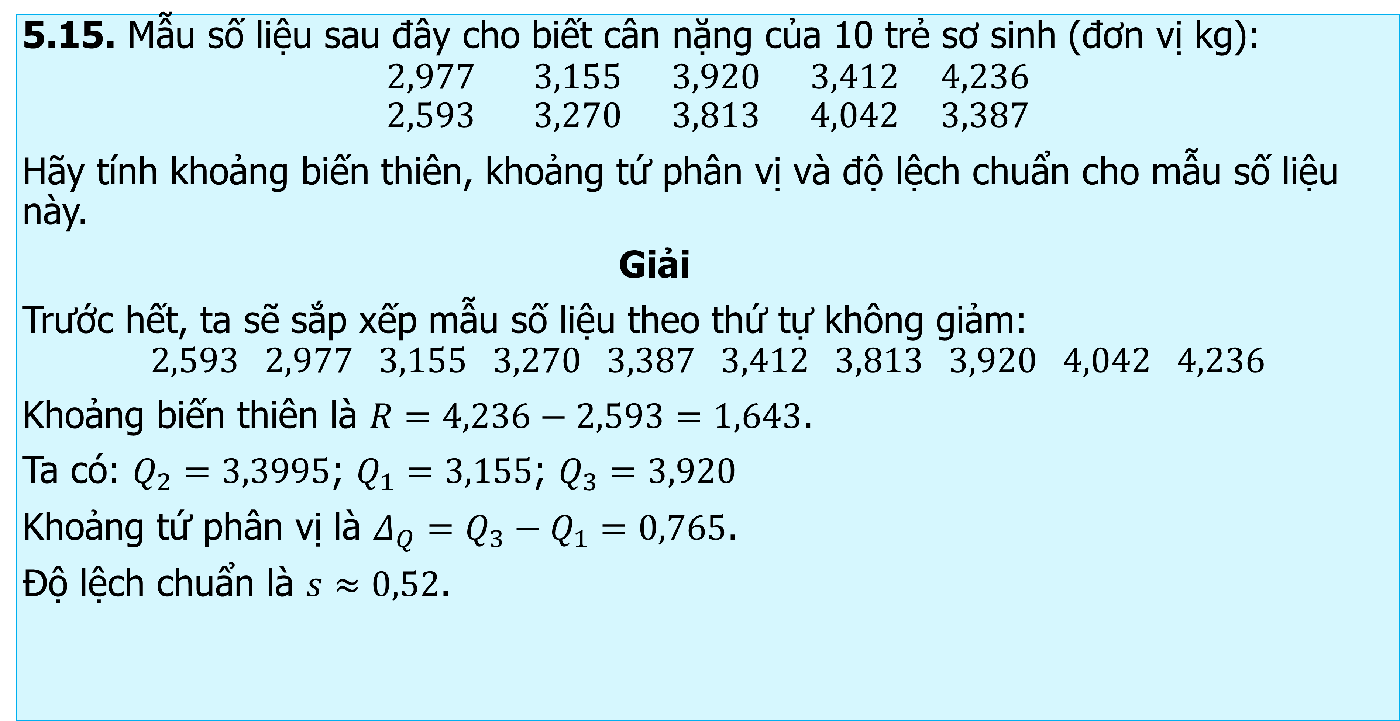 5.15. Mẫu số liệu sau đây cho biết cân nặng của 10 trẻ sơ sinh (đơn vị kg):
2,977 3,155 3,920 3,412 4,236
2,593 3,270 3,813 4,042 3,387
Hãy tính khoảng biến thiên, khoảng tứ phân vị và độ lệch chuẩn cho mẫu số liệu
này.
Giải
Trước hết, ta sẽ sắp xếp mẫu số liệu theo thứ tự không giảm:
2,593 2,977 3,155 3,270 3,387 3,412 3,813 3,920 4,042 4,236
Khoảng biến thiên là R = 4,236 − 2,593 = 1,643.
Ta có: Q₂ = 3,3995; Q₁ = 3,155; Q₃ = 3,920
Khoảng tứ phân vị là Δ_Q = Q₃ − Q₁ = 0,765.
Độ lệch chuẩn là s ≈ 0,52.